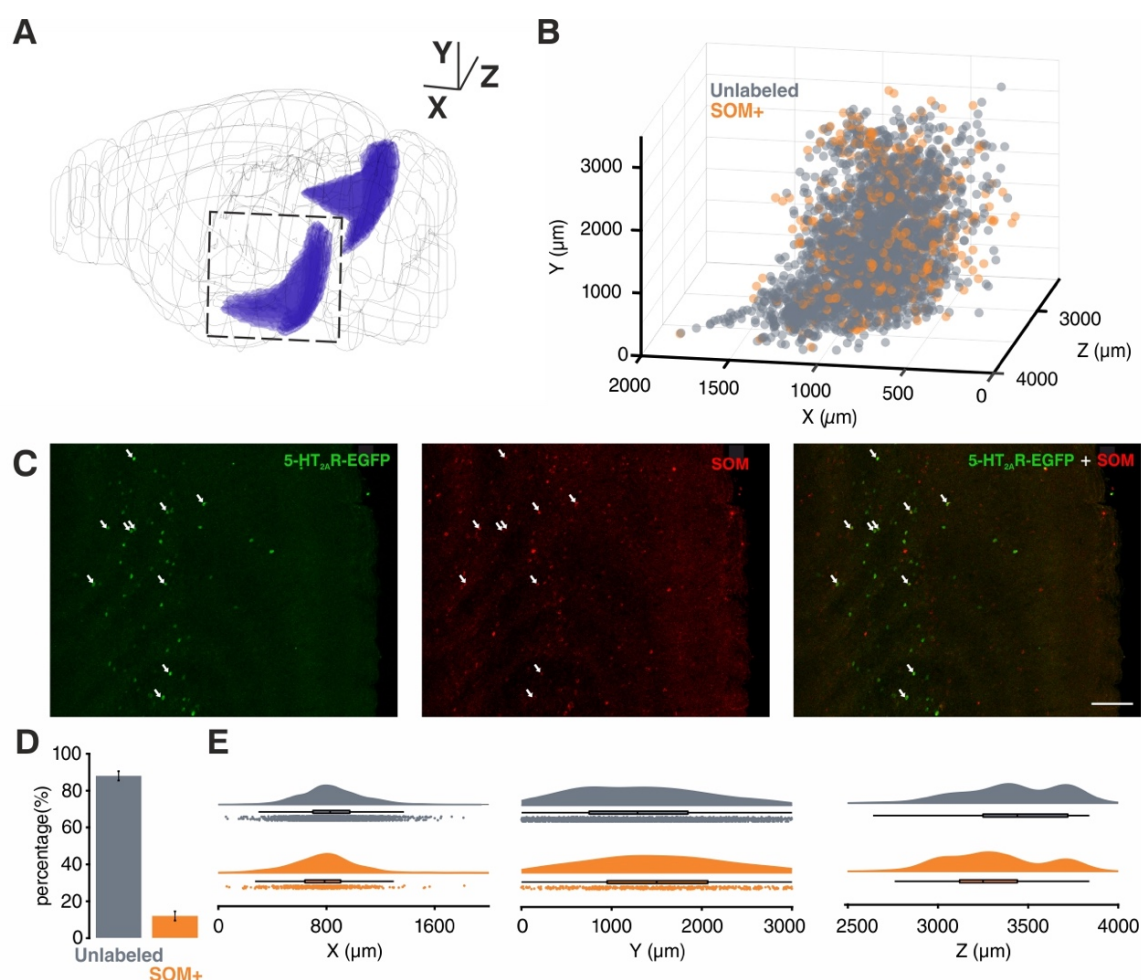 A
Y
Z
X
B
Unlabeled
SOM+
3000
2000
1000
0
Y (µm)
2000
1500
1000
500
0
X (µm)
3000
4000
Z (µm)
C
5-HT₂ₐR-EGFP
SOM
5-HT₂ₐR-EGFP + SOM
D
100
80
60
40
20
0
percentage(%)
Unlabeled
SOM+
E
0 800 1600
X (µm)
0 1000 2000 3000
Y (µm)
2500 3000 3500 4000
Z (µm)